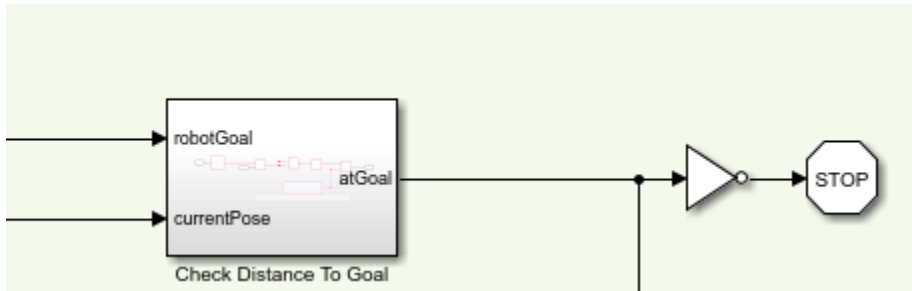 robotGoal
atGoal
currentPose
STOP
Check Distance To Goal